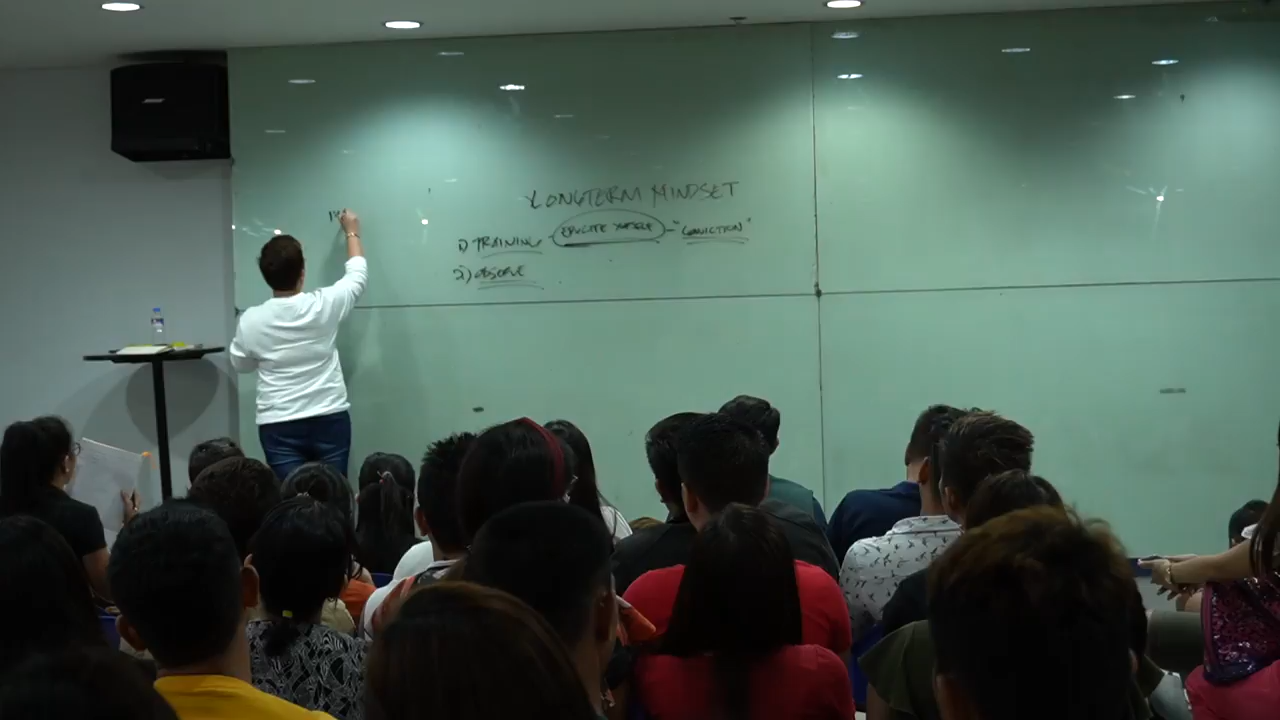 LONGTERM MINDSET
1) TRAINING - EDUCATE YOURSELF - "CONVICTION"
2) OBSERVE